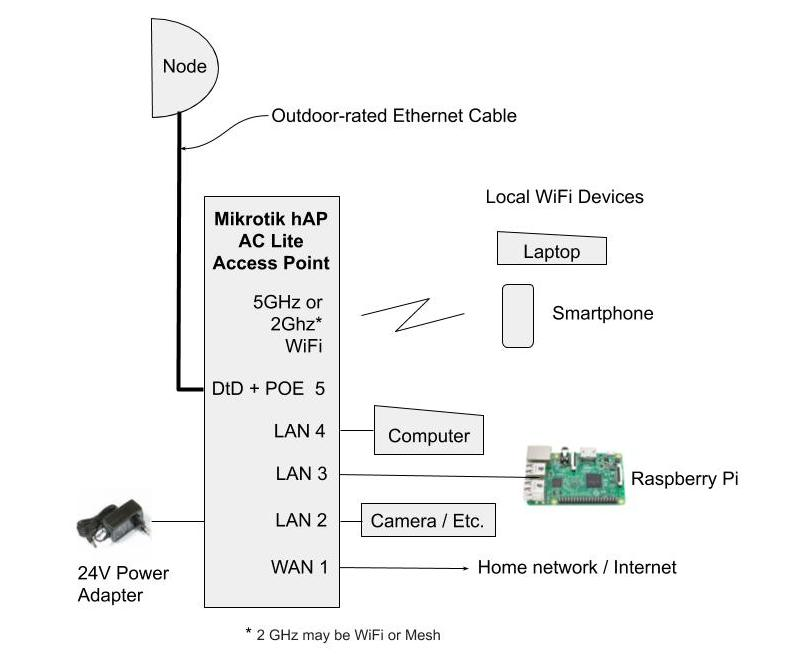 Node
Outdoor-rated Ethernet Cable
Local WiFi Devices
Mikrotik hAP
AC Lite
Access Point
Laptop
5GHz or
2Ghz*
WiFi
Smartphone
DtD + POE 5
LAN 4
Computer
LAN 3
Raspberry Pi
LAN 2
Camera / Etc.
24V Power
Adapter
WAN 1
Home network / Internet
* 2 GHz may be WiFi or Mesh